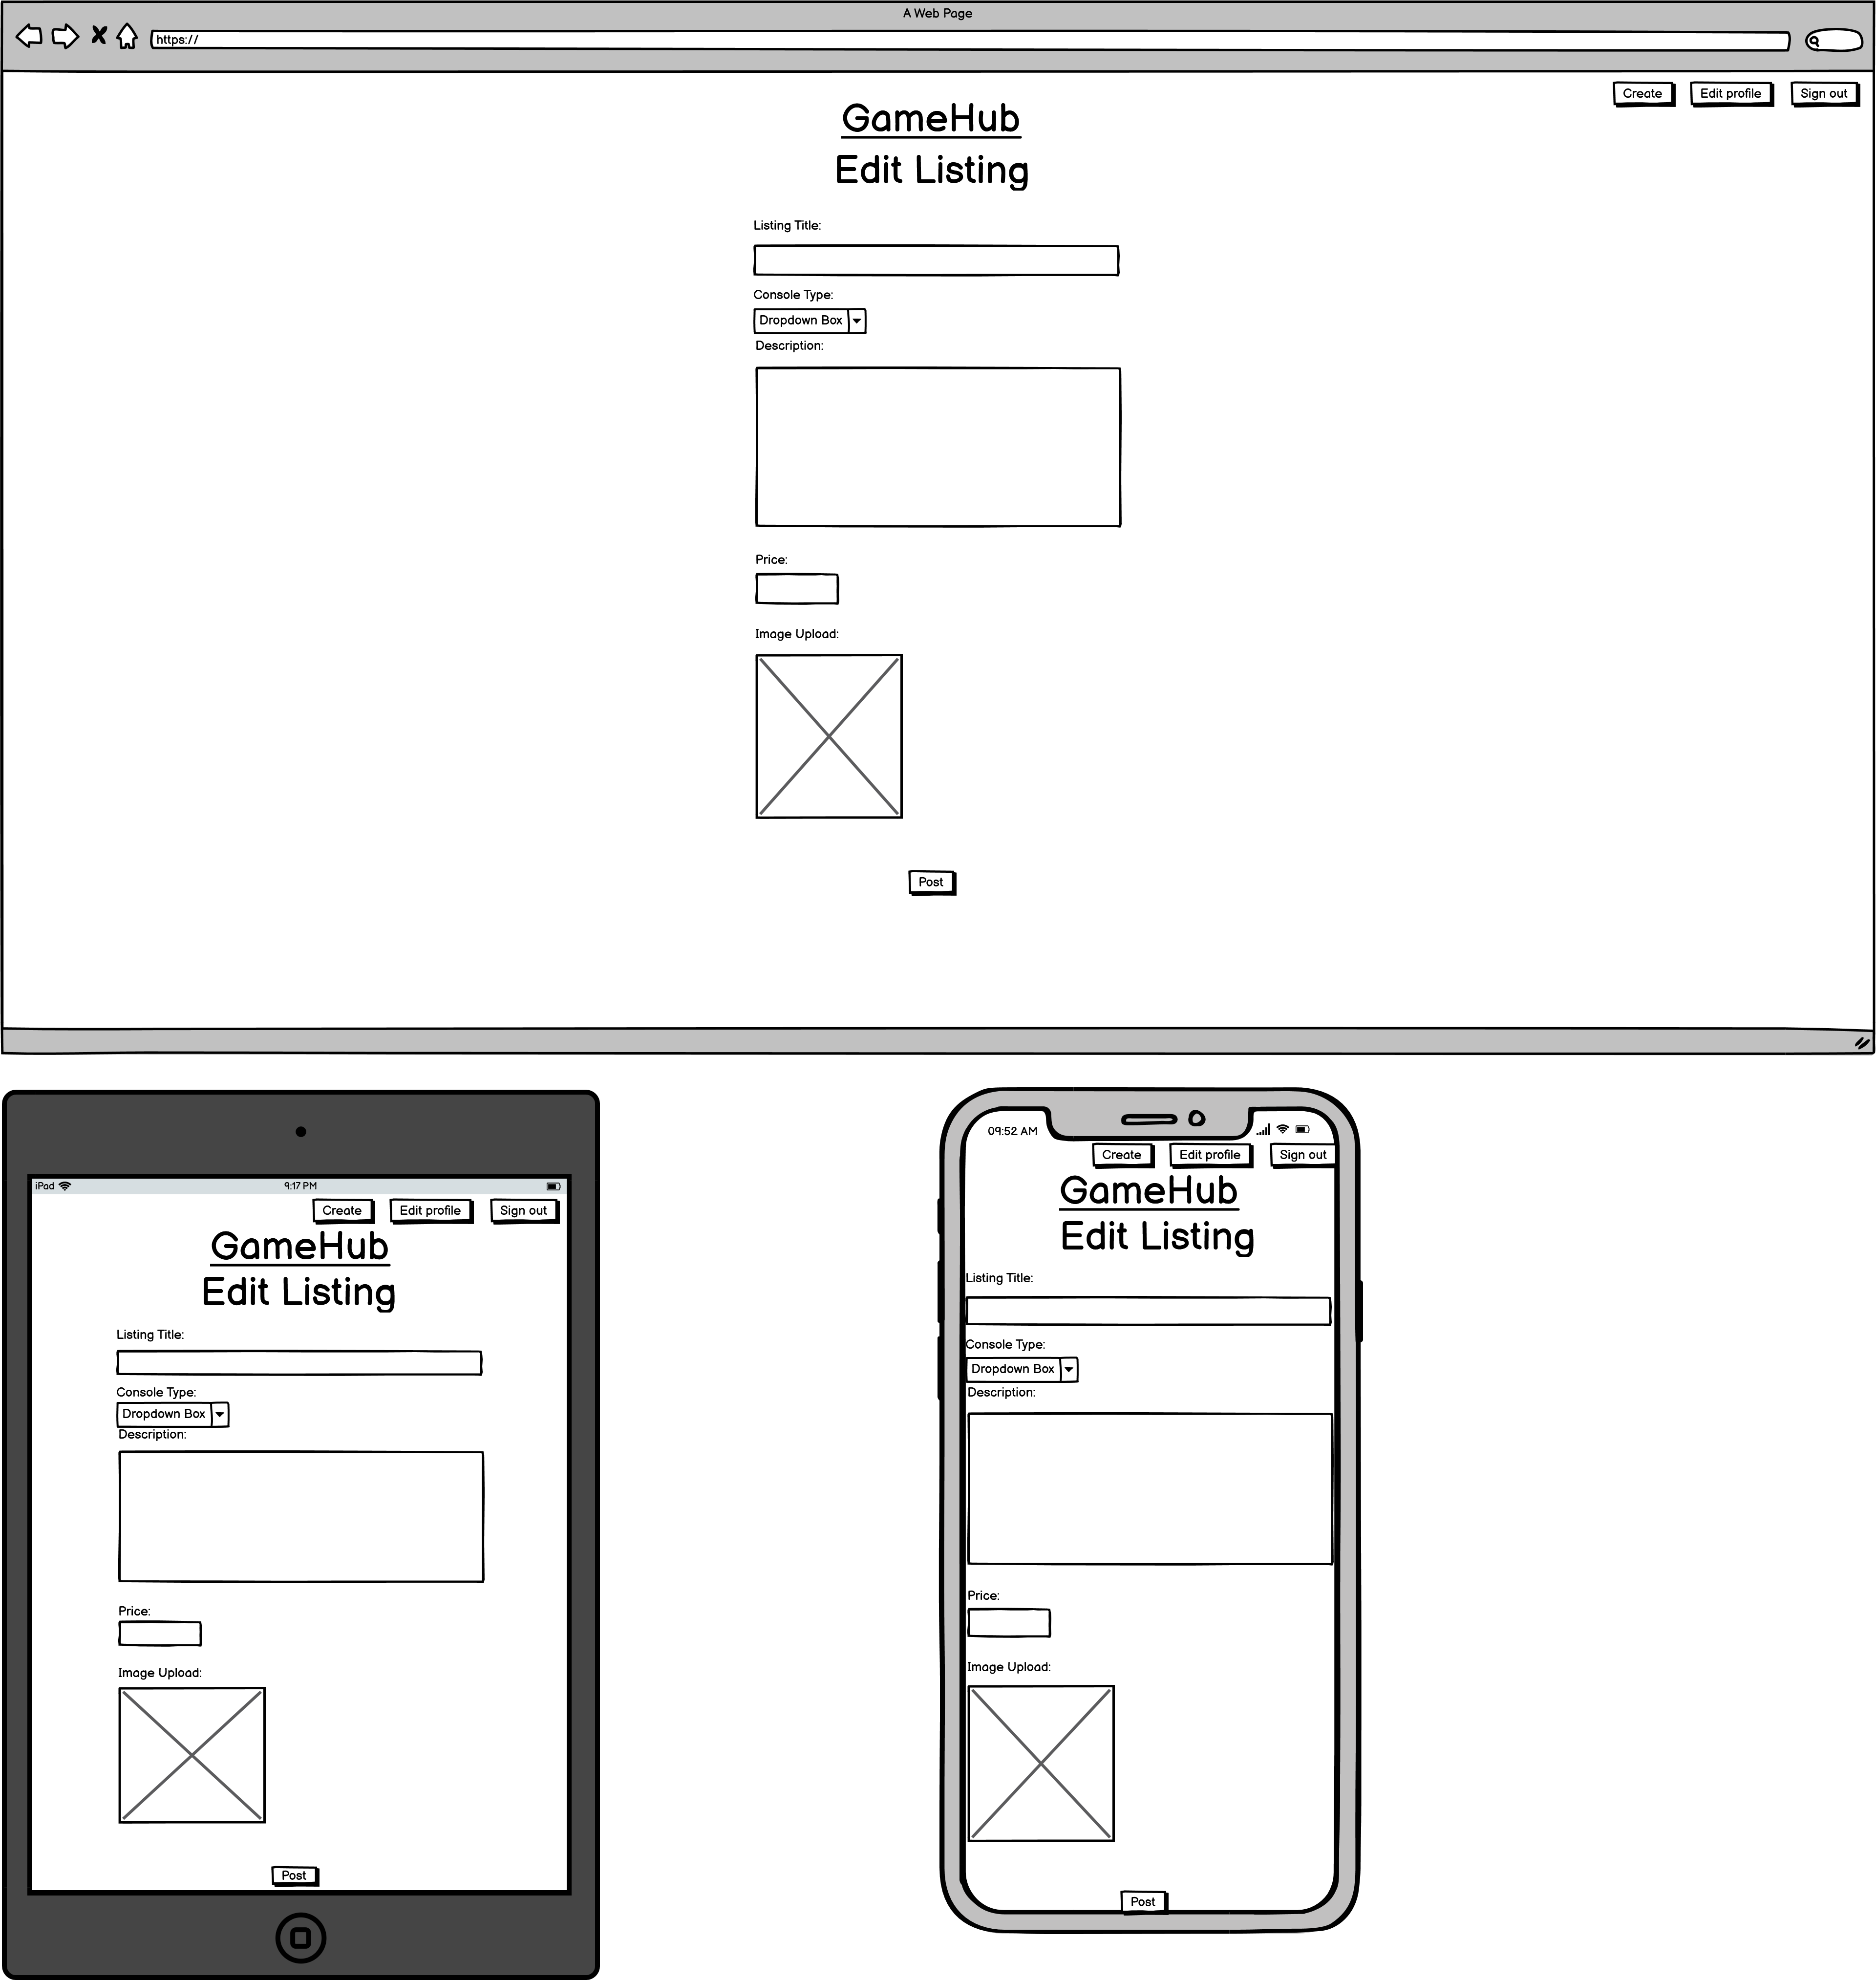 A Web Page
https://
Create Edit profile Sign out
GameHub
Edit Listing
Listing Title:
Console Type:
Dropdown Box
Description:
Price:
Image Upload:
Post
iPad 9:17 PM
Create Edit profile Sign out
GameHub
Edit Listing
Listing Title:
Console Type:
Dropdown Box
Description:
Price:
Image Upload:
Post
09:52 AM
Create Edit profile Sign out
GameHub
Edit Listing
Listing Title:
Console Type:
Dropdown Box
Description:
Price:
Image Upload:
Post